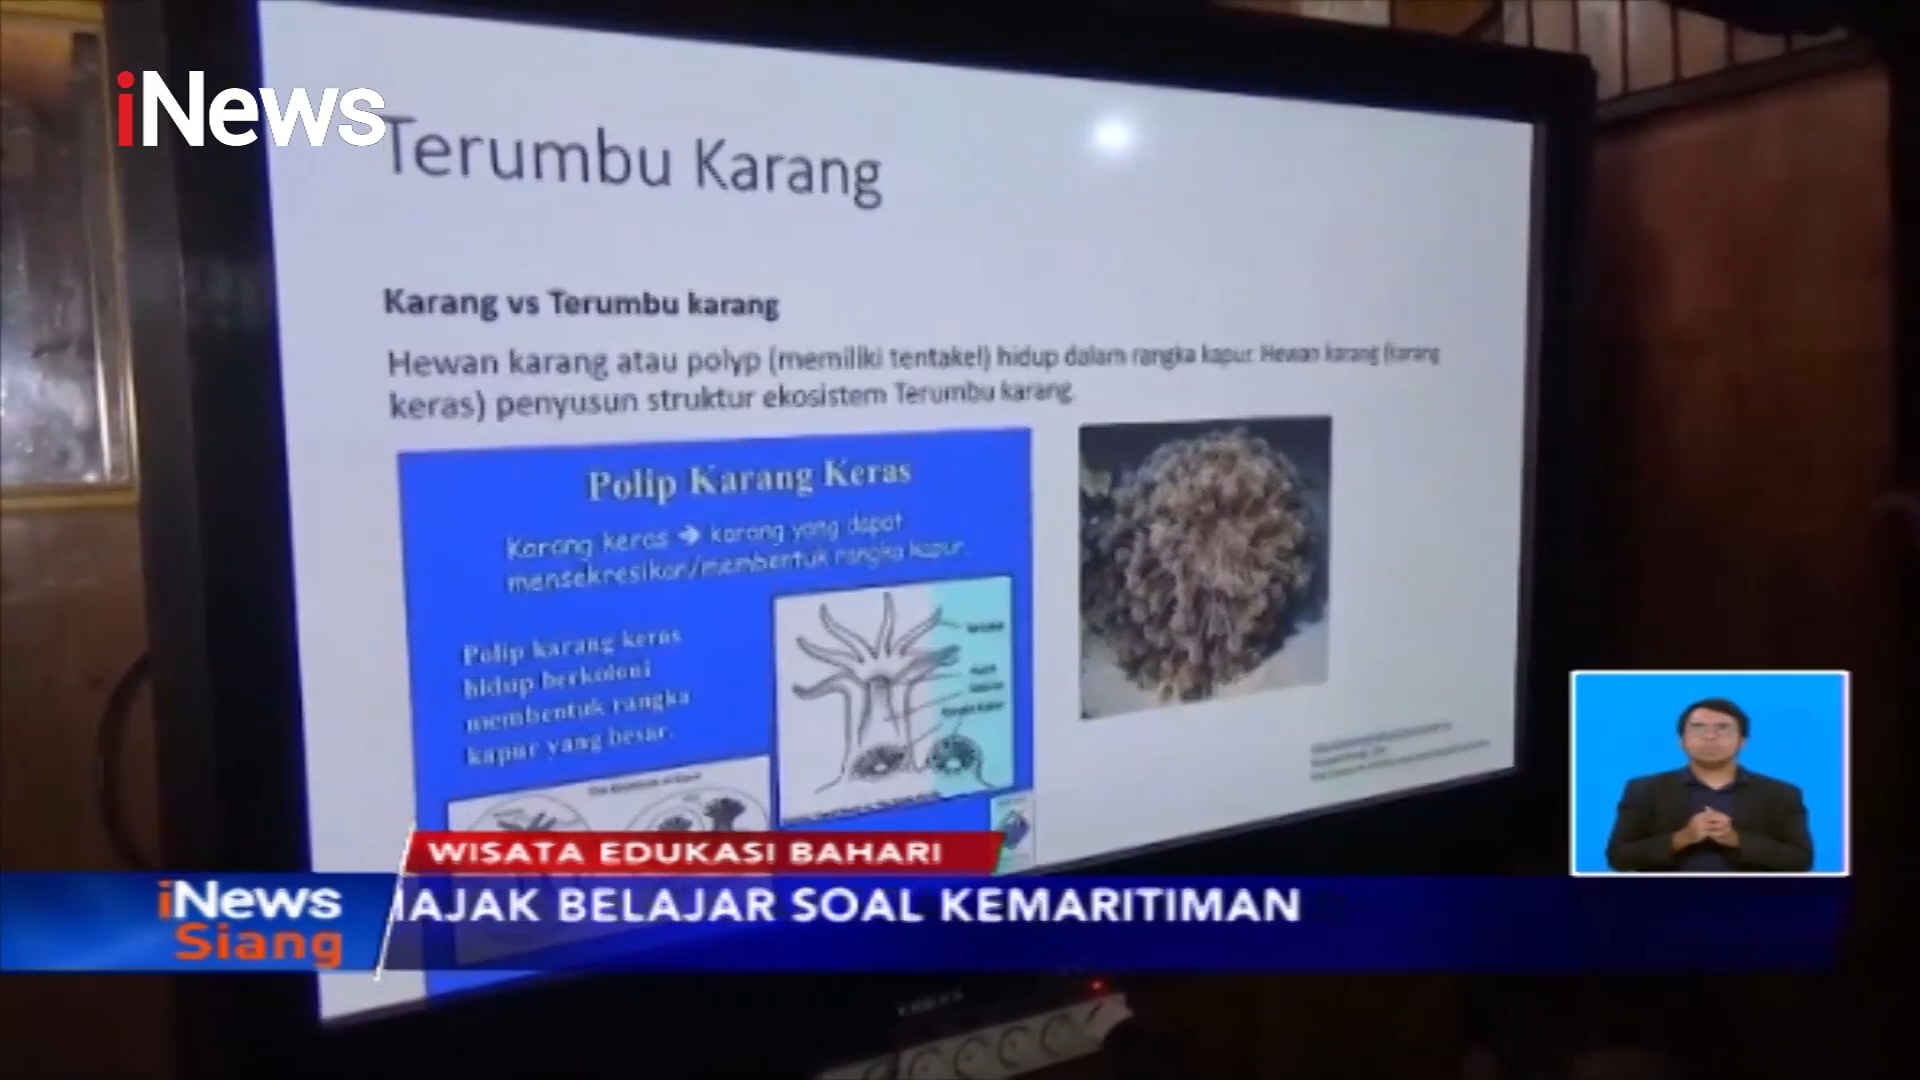 iNews
Terumbu Karang
Karang vs Terumbu karang
Hewan karang atau polyp (memiliki tentakel) hidup dalam rangka kapur. Hewan karang (karang
keras) penyusun struktur ekosistem Terumbu karang.
Polip Karang Keras
Karang keras → karang yang dapat
mensekresikan/membentuk rangka kapur.
Polip karang keras
hidup berkoloni
membentuk rangka
kapur yang besar.
WISATA EDUKASI BAHARI
AJAK BELAJAR SOAL KEMARITIMAN
iNews
Siang